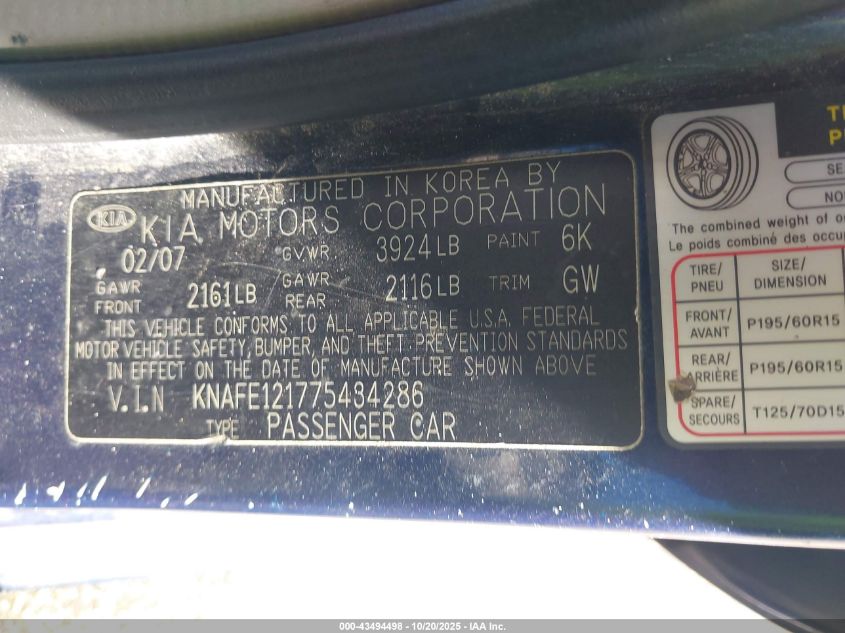 MANUFACTURED IN KOREA BY
KIA KIA MOTORS CORPORATION
02/07 GVWR 3924LB PAINT 6K
GAWR FRONT 2161LB GAWR REAR 2116LB TRIM GW
THIS VEHICLE CONFORMS TO ALL APPLICABLE U.S.A. FEDERAL
MOTOR VEHICLE SAFETY, BUMPER, AND THEFT PREVENTION STANDARDS
IN EFFECT ON THE DATE OF MANUFACTURE SHOWN ABOVE
V.I.N KNAFE121775434286
TYPE PASSENGER CAR
The combined weight of
Le poids combiné des
TIRE/ PNEU SIZE/ DIMENSION
FRONT/ AVANT P195/60R15
REAR/ ARRIÈRE P195/60R15
SPARE/ SECOURS T125/70D15
000-43494498 - 10/20/2025 - IAA Inc.